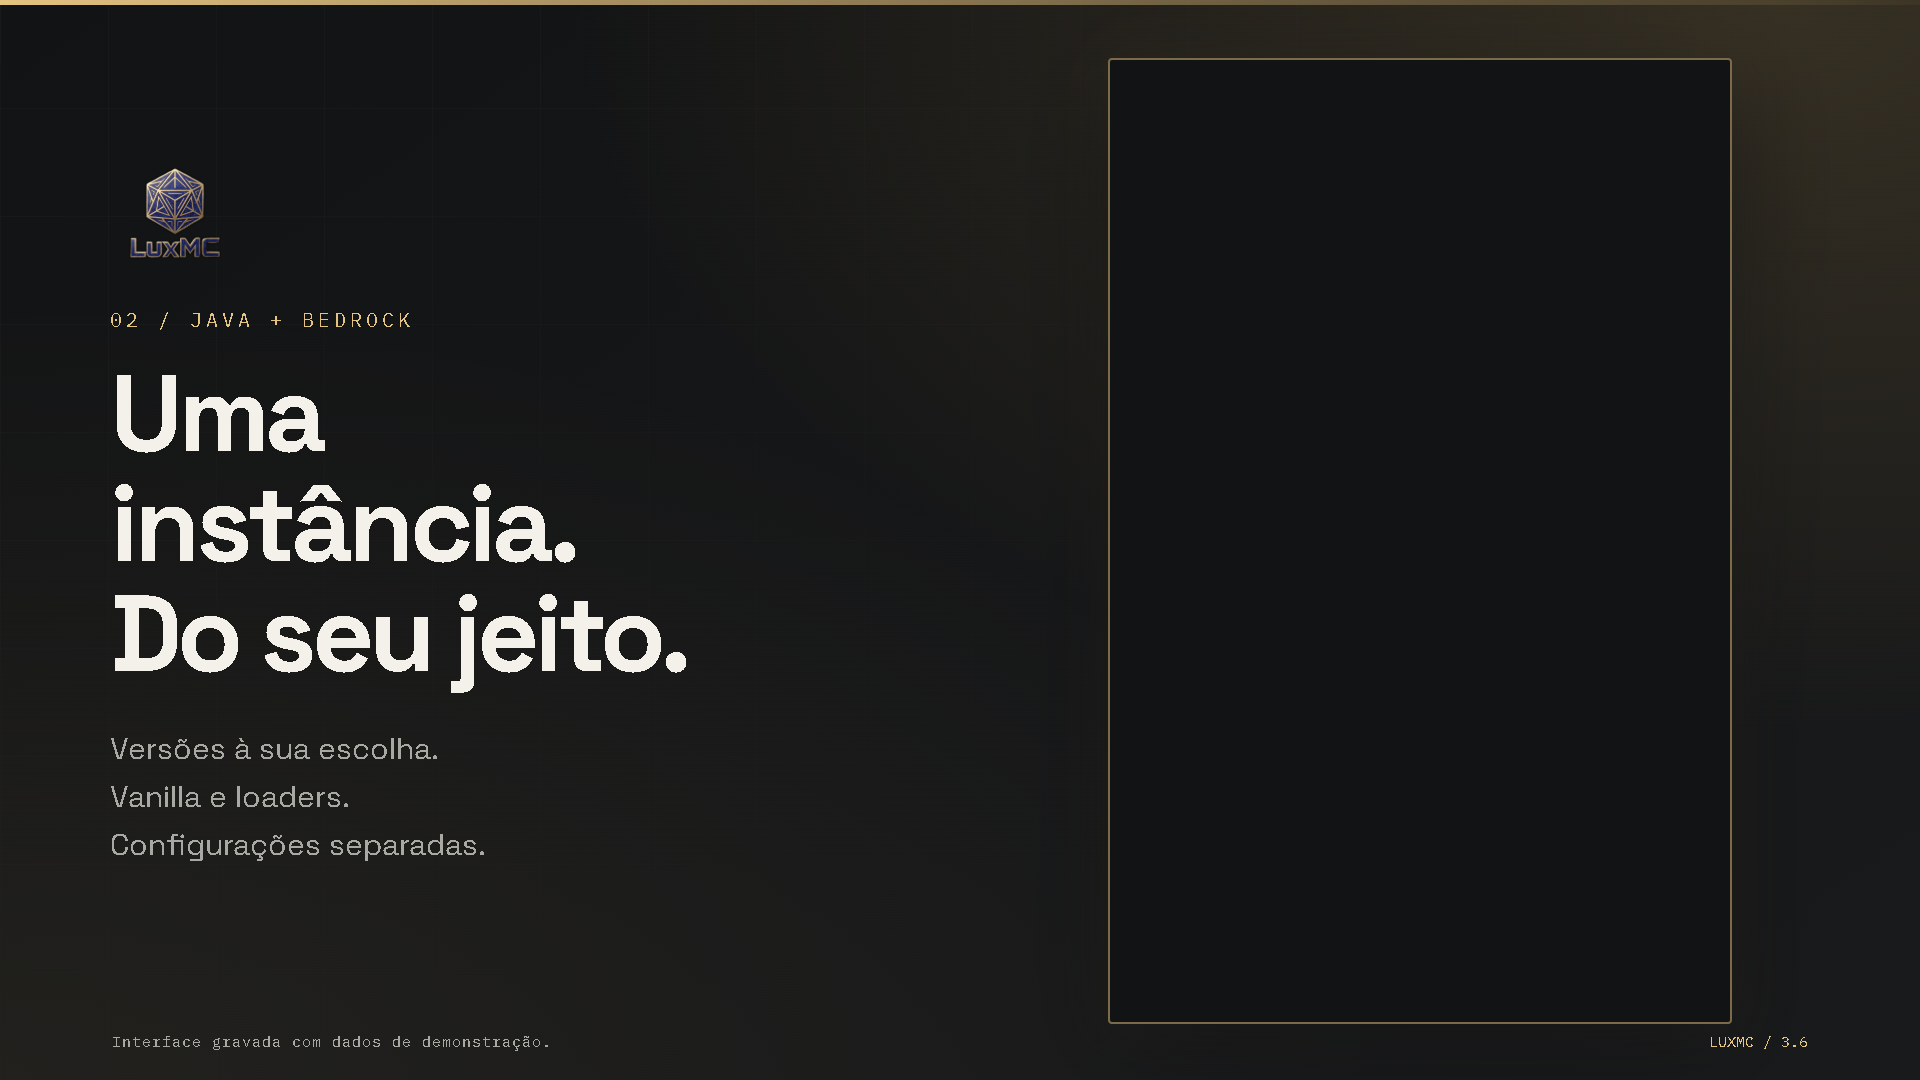 LuxMC
02 / JAVA + BEDROCK
Uma
instância.
Do seu jeito.
Versões à sua escolha.
Vanilla e loaders.
Configurações separadas.
Interface gravada com dados de demonstração.
LUXMC / 3.6